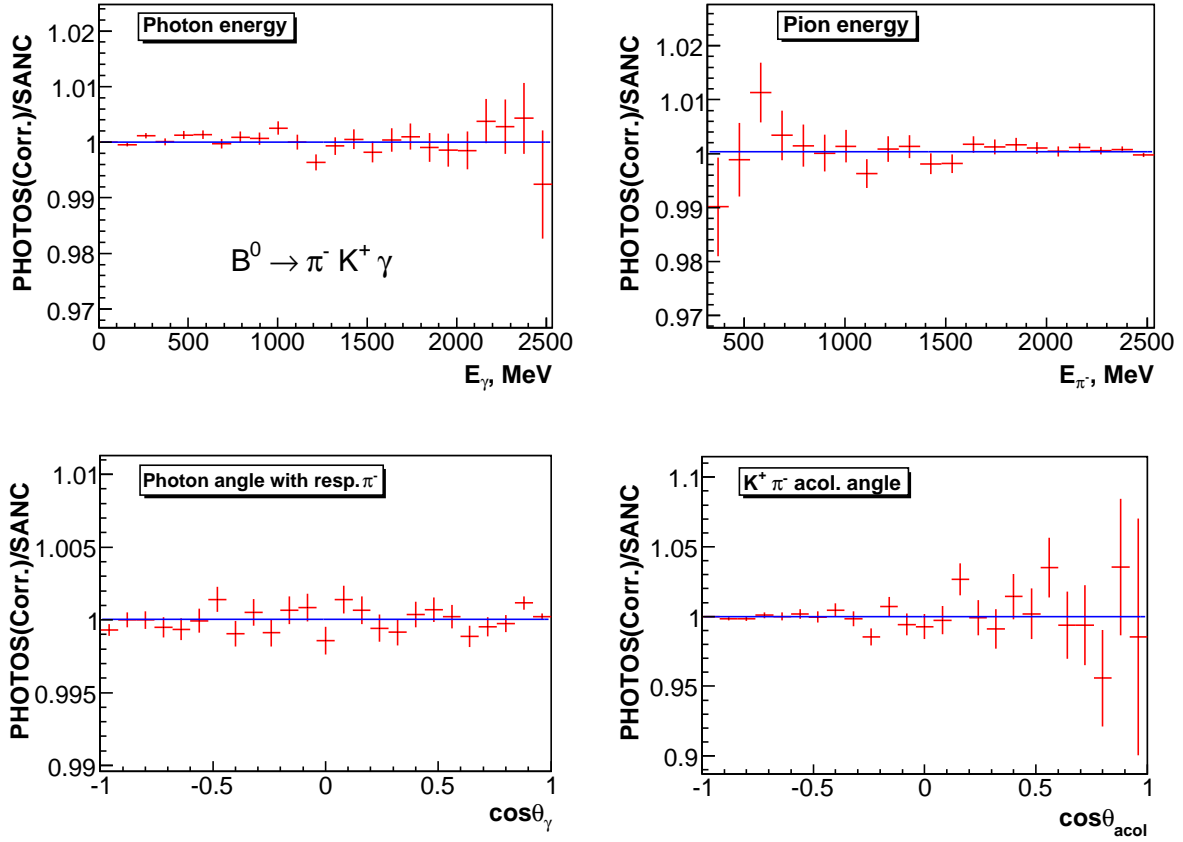 Photon energy
PHOTOS(Corr.)/SANC
1.02
1.01
1
0.99
0.98
0.97
B⁰ → π⁻ K⁺ γ
0 500 1000 1500 2000 2500
E_γ, MeV
Pion energy
PHOTOS(Corr.)/SANC
1.02
1.01
1
0.99
0.98
0.97
500 1000 1500 2000 2500
E_π⁻, MeV
Photon angle with resp. π⁻
PHOTOS(Corr.)/SANC
1.01
1.005
1
0.995
0.99
-1 -0.5 0 0.5 1
cosθ_γ
K⁺ π⁻ acol. angle
PHOTOS(Corr.)/SANC
1.1
1.05
1
0.95
0.9
-1 -0.5 0 0.5 1
cosθ_acol